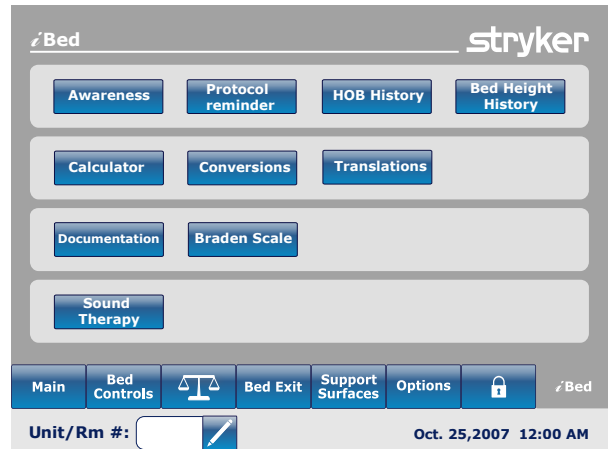 iBed stryker
Awareness
Protocol
reminder
HOB History
Bed Height
History
Calculator
Conversions
Translations
Documentation
Braden Scale
Sound
Therapy
Main
Bed
Controls
Bed Exit
Support
Surfaces
Options
iBed
Unit/Rm #:
Oct. 25,2007 12:00 AM